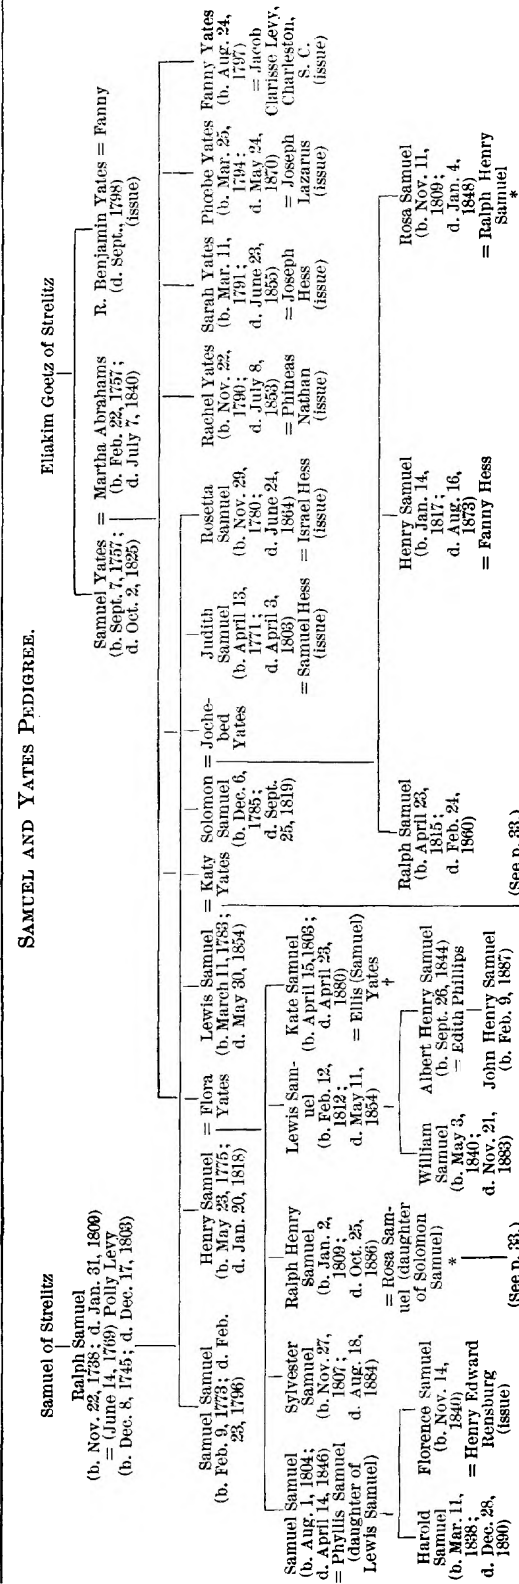 SAMUEL AND YATES PEDIGREE.
Samuel of Strelitz
Ralph Samuel
(b. Nov. 22, 1738; d. Jan. 31, 1809)
= (June 14, 1769) Polly Levy
(b. Dec. 8, 1745; d. Dec. 17, 1803)
Eliakim Goetz of Strelitz
Samuel Yates
(b. Sept. 7, 1757;
d. Oct. 2, 1825)
= Martha Abrahams
(b. Feb. 22, 1757;
d. July 7, 1840)
R. Benjamin Yates = Fanny
(d. Sept., 1798)
(issue)
Samuel Samuel
(b. Feb. 9, 1773; d. Feb.
23, 1796)
Henry Samuel
(b. May 23, 1775;
d. Jan. 20, 1818)
= Flora
Yates
Lewis Samuel
(b. March 11, 1783;
d. May 30, 1854)
= Katy
Yates
Solomon
Samuel
(b. Dec. 6,
1785;
d. Sept.
25, 1819)
= Joche-
bed
Yates
Judith
Samuel
(b. April 13,
1771;
d. April 3,
1803)
= Samuel Hess
(issue)
Rosetta
Samuel
(b. Nov. 29,
1780;
d. June 24,
1864)
= Israel Hess
(issue)
Rachel Yates
(b. Nov. 22,
1790;
d. July 8,
1853)
= Phineas
Nathan
(issue)
Sarah Yates
(b. Mar. 11,
1791;
d. June 23,
1855)
= Joseph
Hess
(issue)
Phoebe Yates
(b. Mar. 25,
1794;
d. May 24,
1870)
= Joseph
Lazarus
(issue)
Fanny Yates
(b. Aug. 24,
1797)
= Jacob
Clarisse Levy,
Charleston,
S. C.
(issue)
Samuel Samuel
(b. Aug. 1, 1804;
d. April 14, 1846)
= Phyllis Samuel
(daughter of
Lewis Samuel)
Sylvester
Samuel
(b. Nov. 27,
1807;
d. Aug. 18,
1884)
Ralph Henry
Samuel
(b. Jan. 2,
1809;
d. Oct. 25,
1886)
= Rosa Sam-
uel (daughter
of Solomon
Samuel)
*
Lewis Sam-
uel
(b. Feb. 12,
1812;
d. May 11,
1854)
Kate Samuel
(b. April 15, 1803;
d. April 23,
1880)
= Ellis (Samuel)
Yates
†
Ralph Samuel
(b. April 23,
1815;
d. Feb. 24,
1860)
Henry Samuel
(b. Jan. 14,
1817;
d. Aug. 16,
1873)
= Fanny Hess
Rosa Samuel
(b. Nov. 11,
1809;
d. Jan. 4,
1848)
= Ralph Henry
Samuel
*
Harold
Samuel
(b. Mar. 11,
1838;
d. Dec. 28,
1890)
Florence Samuel
(b. Nov. 14,
1840)
= Henry Edward
Rensburg
(issue)
(See p. 33.)
William
Samuel
(b. May 3,
1840;
d. Nov. 21,
1883)
Albert Henry Samuel
(b. Sept. 26, 1844)
= Edith Phillips
John Henry Samuel
(b. Feb. 9, 1887)
(See p. 33.)